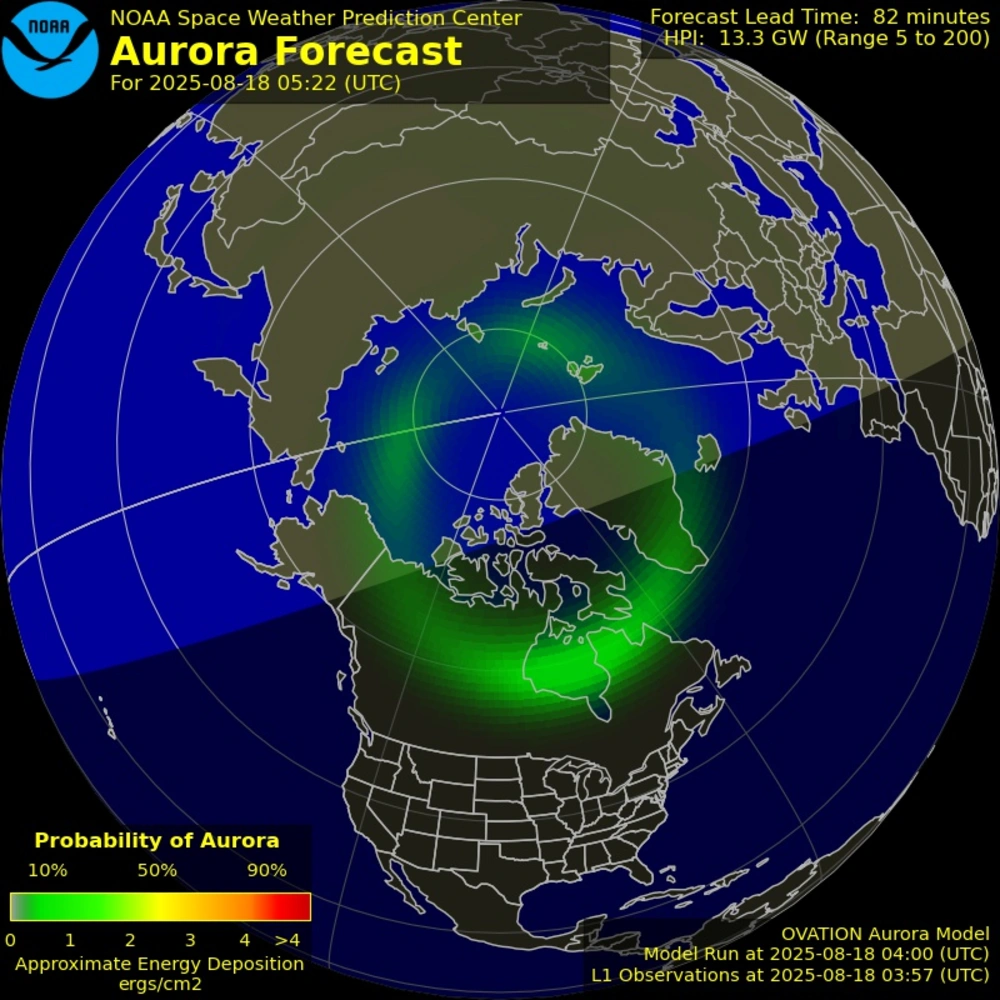 NOAA
NOAA Space Weather Prediction Center
Aurora Forecast
For 2025-08-18 05:22 (UTC)
Forecast Lead Time: 82 minutes
HPI: 13.3 GW (Range 5 to 200)
Probability of Aurora
10% 50% 90%
0 1 2 3 4 >4
Approximate Energy Deposition
ergs/cm2
OVATION Aurora Model
Model Run at 2025-08-18 04:00 (UTC)
L1 Observations at 2025-08-18 03:57 (UTC)